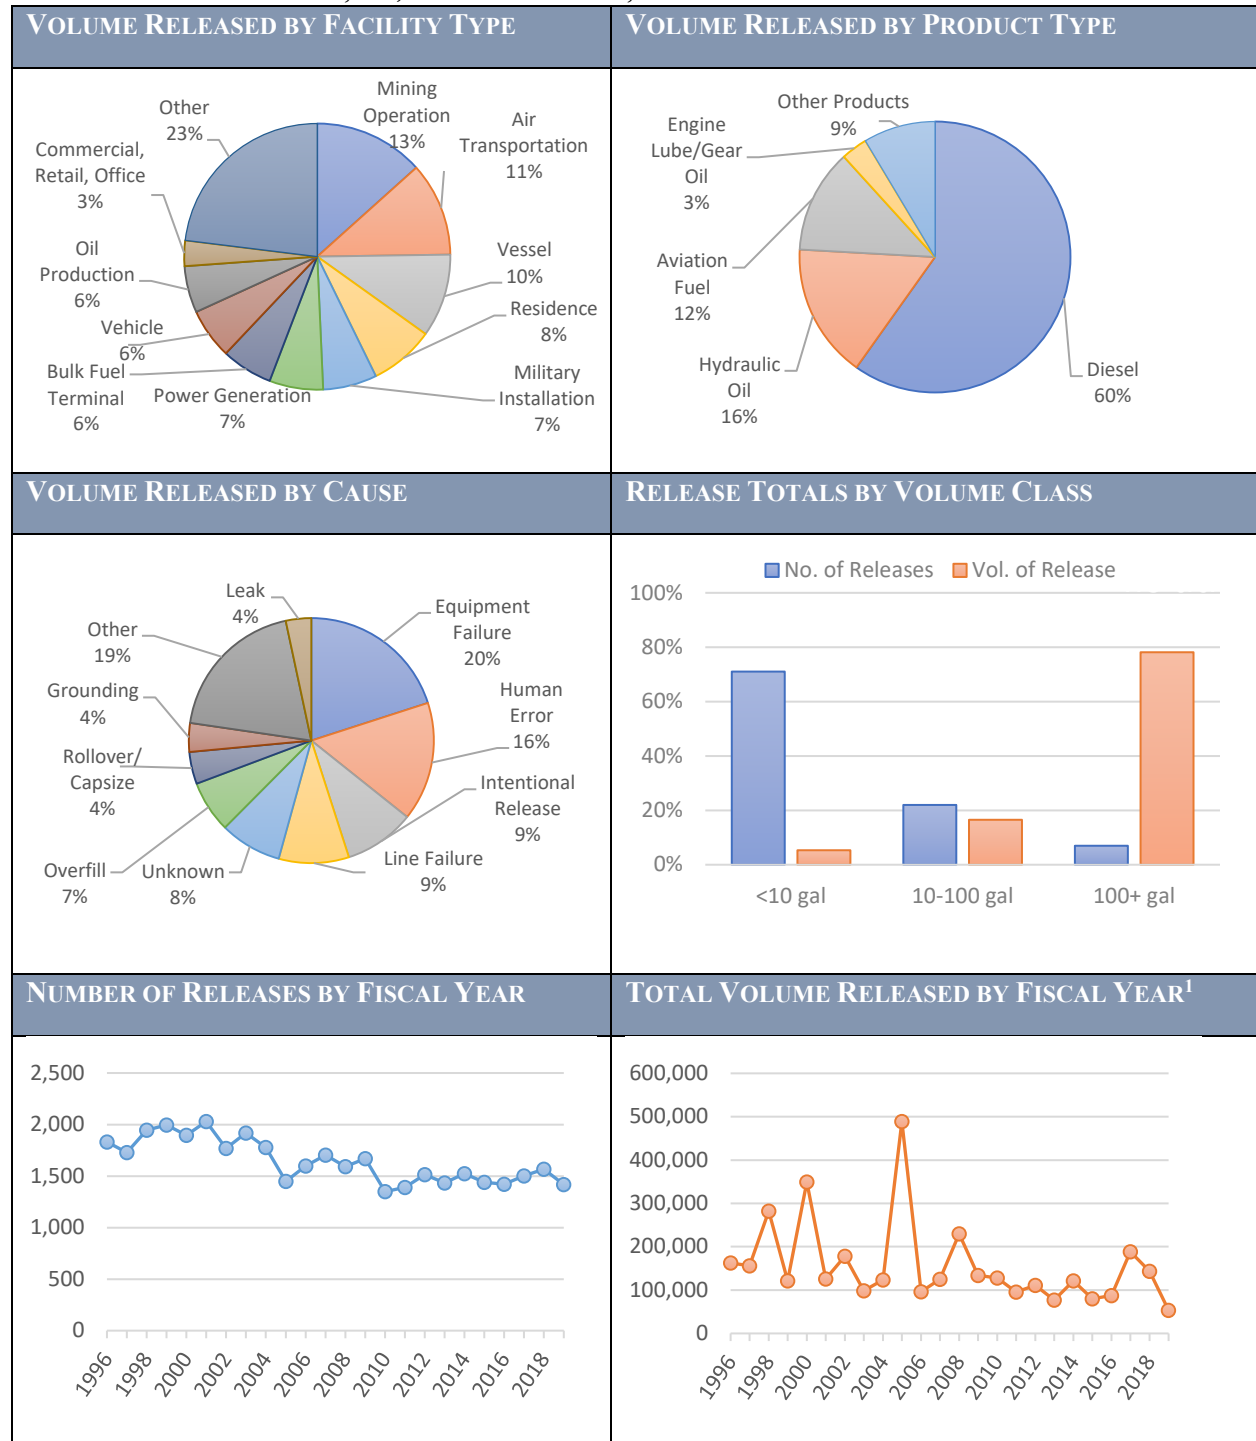 VOLUME RELEASED BY FACILITY TYPE
Mining
Operation
13%
Air
Transportation
11%
Vessel
10%
Residence
8%
Military
Installation
7%
Power Generation
7%
Bulk Fuel
Terminal
6%
Vehicle
6%
Oil
Production
6%
Commercial,
Retail, Office
3%
Other
23%
VOLUME RELEASED BY PRODUCT TYPE
Other Products
9%
Engine
Lube/Gear
Oil
3%
Aviation
Fuel
12%
Hydraulic
Oil
16%
Diesel
60%
VOLUME RELEASED BY CAUSE
Leak
4%
Equipment
Failure
20%
Human
Error
16%
Intentional
Release
9%
Line Failure
9%
Unknown
8%
Overfill
7%
Rollover/
Capsize
4%
Grounding
4%
Other
19%
RELEASE TOTALS BY VOLUME CLASS
No. of Releases Vol. of Release
100%
80%
60%
40%
20%
0%
<10 gal 10-100 gal 100+ gal
NUMBER OF RELEASES BY FISCAL YEAR
2,500
2,000
1,500
1,000
500
0
1996 1998 2000 2002 2004 2006 2008 2010 2012 2014 2016 2018
TOTAL VOLUME RELEASED BY FISCAL YEAR¹
600,000
500,000
400,000
300,000
200,000
100,000
0
1996 1998 2000 2002 2004 2006 2008 2010 2012 2014 2016 2018